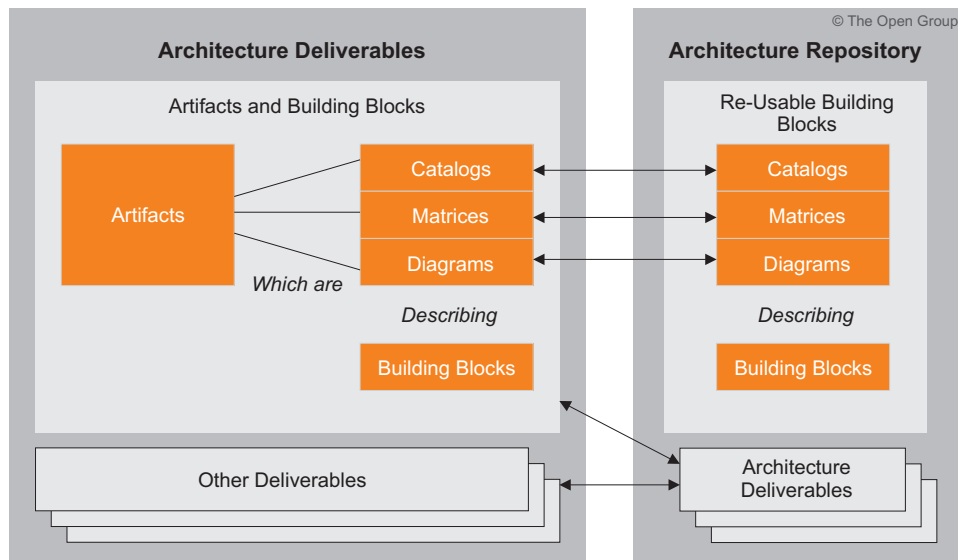 © The Open Group
Architecture Deliverables
Architecture Repository
Artifacts and Building Blocks
Re-Usable Building
Blocks
Artifacts
Catalogs
Matrices
Diagrams
Which are
Describing
Building Blocks
Catalogs
Matrices
Diagrams
Describing
Building Blocks
Other Deliverables
Architecture
Deliverables